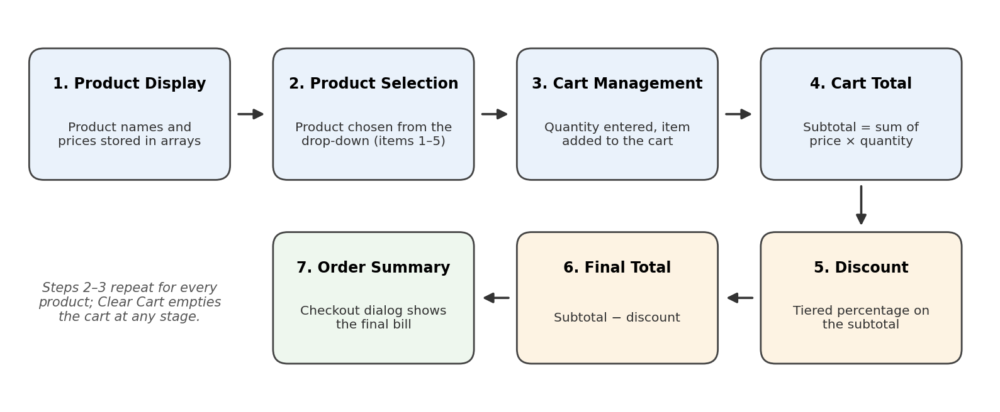 1. Product Display
Product names and
prices stored in arrays
2. Product Selection
Product chosen from the
drop-down (items 1–5)
3. Cart Management
Quantity entered, item
added to the cart
4. Cart Total
Subtotal = sum of
price × quantity
5. Discount
Tiered percentage on
the subtotal
6. Final Total
Subtotal − discount
7. Order Summary
Checkout dialog shows
the final bill
Steps 2–3 repeat for every
product; Clear Cart empties
the cart at any stage.